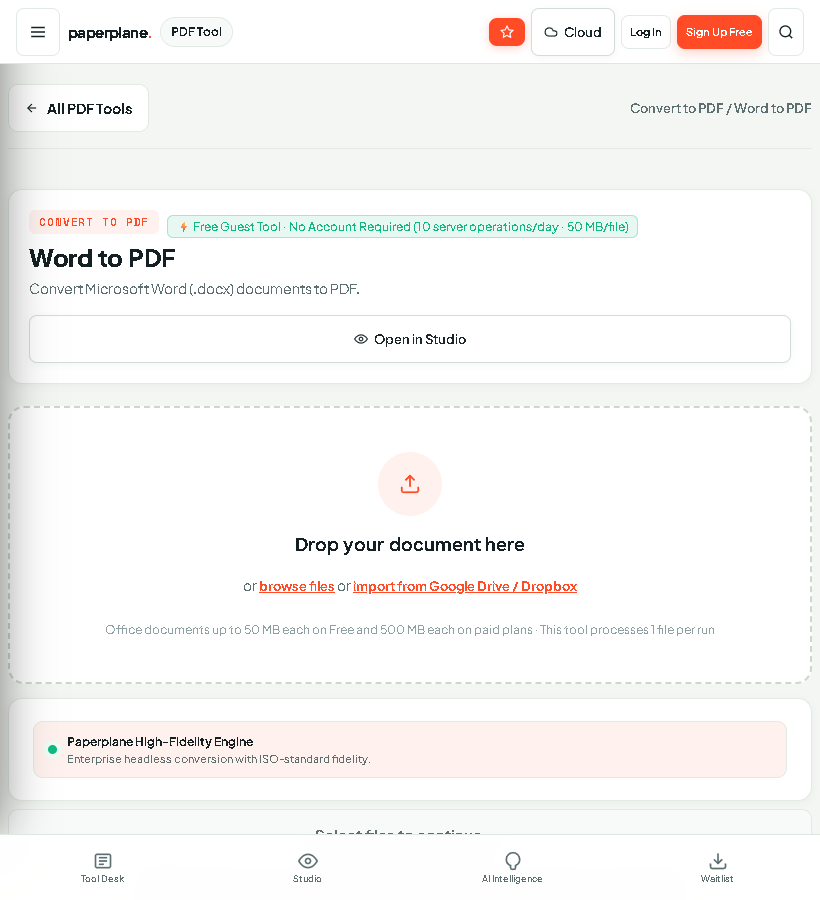 paperplane.
PDF Tool
Cloud
Log In
Sign Up Free
All PDF Tools
Convert to PDF / Word to PDF
CONVERT TO PDF
Free Guest Tool · No Account Required (10 server operations/day · 50 MB/file)
Word to PDF
Convert Microsoft Word (.docx) documents to PDF.
Open in Studio
Drop your document here
or browse files or import from Google Drive / Dropbox
Office documents up to 50 MB each on Free and 500 MB each on paid plans · This tool processes 1 file per run
Paperplane High-Fidelity Engine
Enterprise headless conversion with ISO-standard fidelity.
Select files to continue
Tool Desk
Studio
AI Intelligence
Waitlist